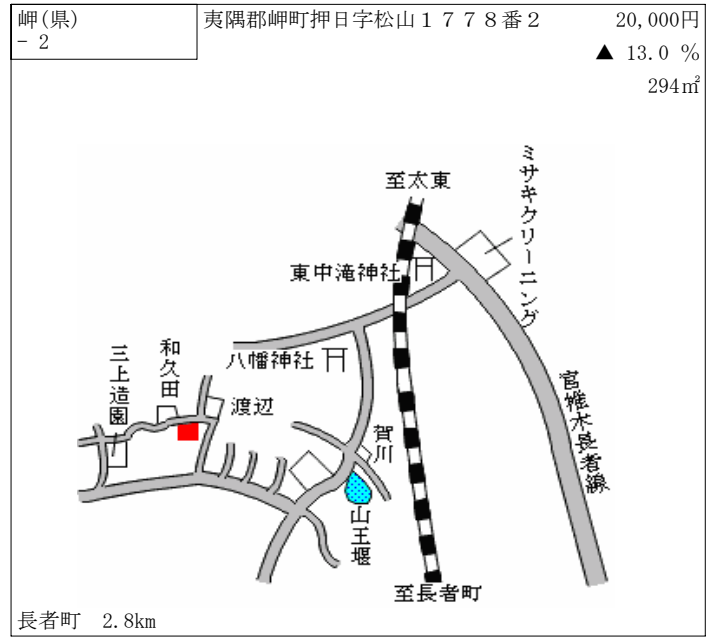 岬(県)
- 2
夷隅郡岬町押日字松山１７７８番２
20,000円
▲ 13.0 %
294㎡
至太東
ミサキクリーニング
東中滝神社
八幡神社
三上造園
和久田
渡辺
賀川
山王堰
宮椎木長者線
至長者町
長者町 2.8km